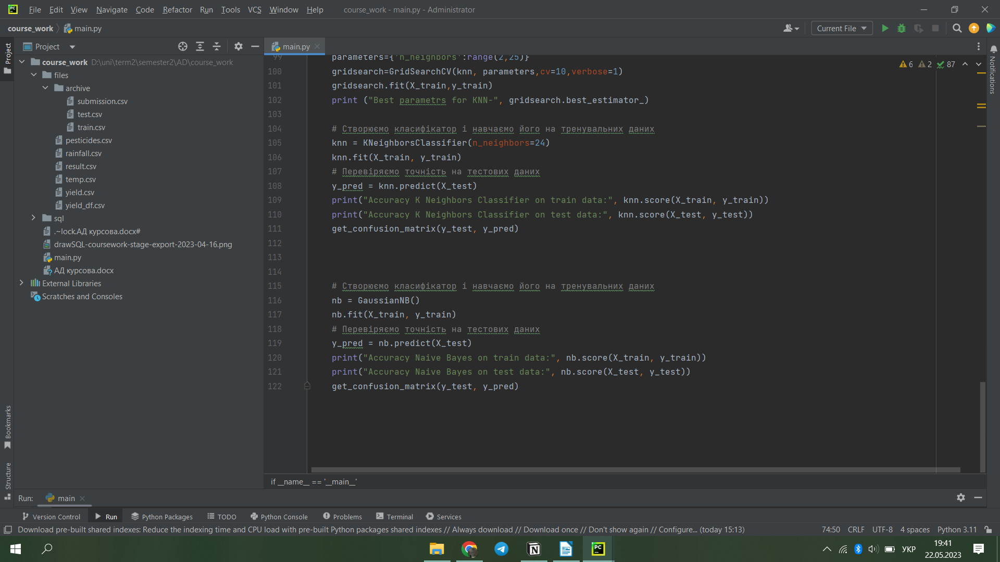 File Edit View Navigate Code Refactor Run Tools VCS Window Help course_work - main.py - Administrator
course_work main.py Current File
Project main.py
course_work D:\uni\term2\semester2\AD\course_work
files
archive
submission.csv
test.csv
train.csv
pesticides.csv
rainfall.csv
result.csv
temp.csv
yield.csv
yield_df.csv
sql
.~lock.АД курсова.docx#
drawSQL-coursework-stage-export-2023-04-16.png
main.py
АД курсова.docx
External Libraries
Scratches and Consoles
Project
Bookmarks
Structure
Notifications
6 2 87
99 parameters={'n_neighbors':range(2,25)}
100 gridsearch=GridSearchCV(knn, parameters,cv=10,verbose=1)
101 gridsearch.fit(X_train,y_train)
102 print ("Best parametrs for KNN-", gridsearch.best_estimator_)
103
104 # Створюємо класифікатор і навчаємо його на тренувальних даних
105 knn = KNeighborsClassifier(n_neighbors=24)
106 knn.fit(X_train, y_train)
107 # Перевіряємо точність на тестових даних
108 y_pred = knn.predict(X_test)
109 print("Accuracy K Neighbors Classifier on train data:", knn.score(X_train, y_train))
110 print("Accuracy K Neighbors Classifier on test data:", knn.score(X_test, y_test))
111 get_confusion_matrix(y_test, y_pred)
112
113
114
115 # Створюємо класифікатор і навчаємо його на тренувальних даних
116 nb = GaussianNB()
117 nb.fit(X_train, y_train)
118 # Перевіряємо точність на тестових даних
119 y_pred = nb.predict(X_test)
120 print("Accuracy Naive Bayes on train data:", nb.score(X_train, y_train))
121 print("Accuracy Naive Bayes on test data:", nb.score(X_test, y_test))
122 get_confusion_matrix(y_test, y_pred)
if __name__ == '__main__'
Run: main
Version Control Run Python Packages TODO Python Console Problems Terminal Services
Download pre-built shared indexes: Reduce the indexing time and CPU load with pre-built Python packages shared indexes // Always download // Download once // Don't show again // Configure... (today 15:13) 74:50 CRLF UTF-8 4 spaces Python 3.11
УКР 19:41
22.05.2023